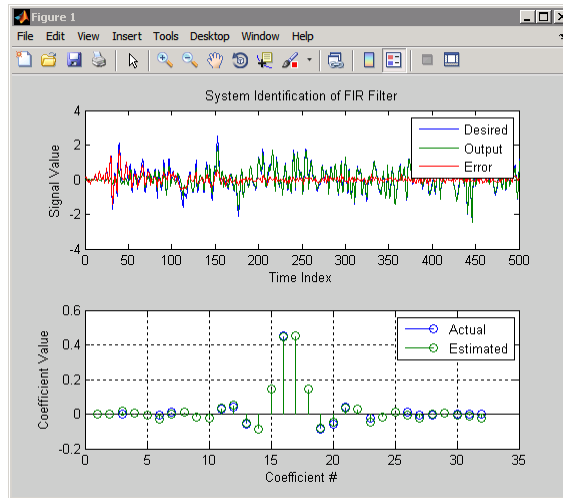 Figure 1
File Edit View Insert Tools Desktop Window Help
System Identification of FIR Filter
4
2
0
-2
-4
Signal Value
Desired
Output
Error
0 50 100 150 200 250 300 350 400 450 500
Time Index
0.6
0.4
0.2
0
-0.2
Coefficient Value
Actual
Estimated
0 5 10 15 20 25 30 35
Coefficient #